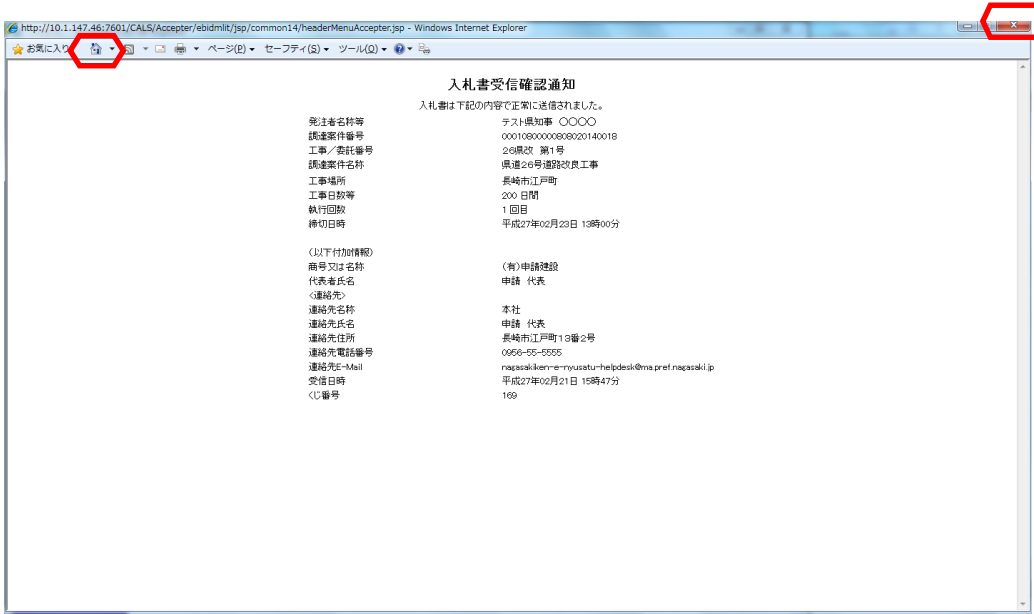 http://10.1.147.46:7601/CALS/Accepter/ebidmlit/jsp/common14/headerMenuAccepter.jsp - Windows Internet Explorer
お気に入り ページ(P) セーフティ(S) ツール(O)
入札書受信確認通知
入札書は下記の内容で正常に送信されました。
発注者名称等 テスト県知事 〇〇〇〇
調達案件番号 00010800000808020140018
工事／委託番号 26県改 第1号
調達案件名称 県道26号道路改良工事
工事場所 長崎市江戸町
工事日数等 200 日間
執行回数 1 回目
締切日時 平成27年02月23日 13時00分
(以下付加情報)
商号又は名称 (有)申請建設
代表者氏名 申請 代表
<連絡先>
連絡先名称 本社
連絡先氏名 申請 代表
連絡先住所 長崎市江戸町13番2号
連絡先電話番号 0956-55-5555
連絡先E-Mail nagasakiken-e-nyusatu-helpdesk@ma.pref.nagasaki.jp
受信日時 平成27年02月21日 15時47分
くじ番号 169